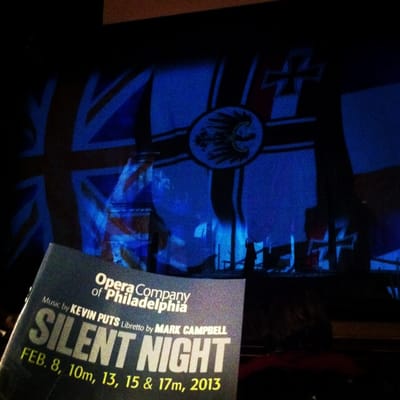 Opera Company
of Philadelphia
Music by KEVIN PUTS Libretto by MARK CAMPBELL
SILENT NIGHT
FEB. 8, 10m, 13, 15 & 17m, 2013